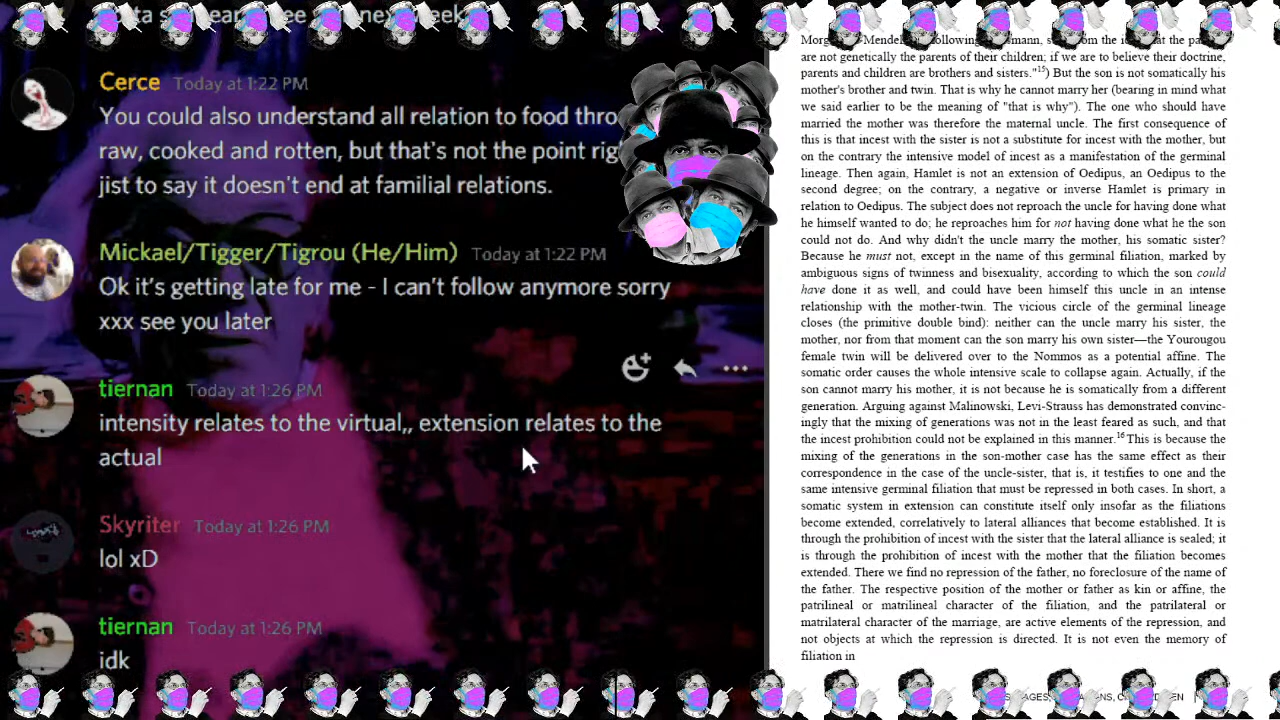 Cerce Today at 1:22 PM
You could also understand all relation to food thro
raw, cooked and rotten, but that's not the point rig
jist to say it doesn't end at familial relations.
Mickael/Tigger/Tigrou (He/Him) Today at 1:22 PM
Ok it's getting late for me - I can't follow anymore sorry
xxx see you later
tiernan Today at 1:26 PM
intensity relates to the virtual,, extension relates to the
actual
Skyriter Today at 1:26 PM
lol xD
tiernan Today at 1:26 PM
idk
are not genetically the parents of their children; if we are to believe their doctrine,
parents and children are brothers and sisters."15) But the son is not somatically his
mother's brother and twin. That is why he cannot marry her (bearing in mind what
we said earlier to be the meaning of "that is why"). The one who should have
married the mother was therefore the maternal uncle. The first consequence of
this is that incest with the sister is not a substitute for incest with the mother, but
on the contrary the intensive model of incest as a manifestation of the germinal
lineage. Then again, Hamlet is not an extension of Oedipus, an Oedipus to the
second degree; on the contrary, a negative or inverse Hamlet is primary in
relation to Oedipus. The subject does not reproach the uncle for having done what
he himself wanted to do; he reproaches him for not having done what he the son
could not do. And why didn't the uncle marry the mother, his somatic sister?
Because he must not, except in the name of this germinal filiation, marked by
ambiguous signs of twinness and bisexuality, according to which the son could
have done it as well, and could have been himself this uncle in an intense
relationship with the mother-twin. The vicious circle of the germinal lineage
closes (the primitive double bind): neither can the uncle marry his sister, the
mother, nor from that moment can the son marry his own sister—the Yourougou
female twin will be delivered over to the Nommos as a potential affine. The
somatic order causes the whole intensive scale to collapse again. Actually, if the
son cannot marry his mother, it is not because he is somatically from a different
generation. Arguing against Malinowski, Levi-Strauss has demonstrated convinc-
ingly that the mixing of generations was not in the least feared as such, and that
the incest prohibition could not be explained in this manner.16 This is because the
mixing of the generations in the son-mother case has the same effect as their
correspondence in the case of the uncle-sister, that is, it testifies to one and the
same intensive germinal filiation that must be repressed in both cases. In short, a
somatic system in extension can constitute itself only insofar as the filiations
become extended, correlatively to lateral alliances that become established. It is
through the prohibition of incest with the sister that the lateral alliance is sealed; it
is through the prohibition of incest with the mother that the filiation becomes
extended. There we find no repression of the father, no foreclosure of the name of
the father. The respective position of the mother or father as kin or affine, the
patrilineal or matrilineal character of the filiation, and the patrilateral or
matrilateral character of the marriage, are active elements of the repression, and
not objects at which the repression is directed. It is not even the memory of
filiation in